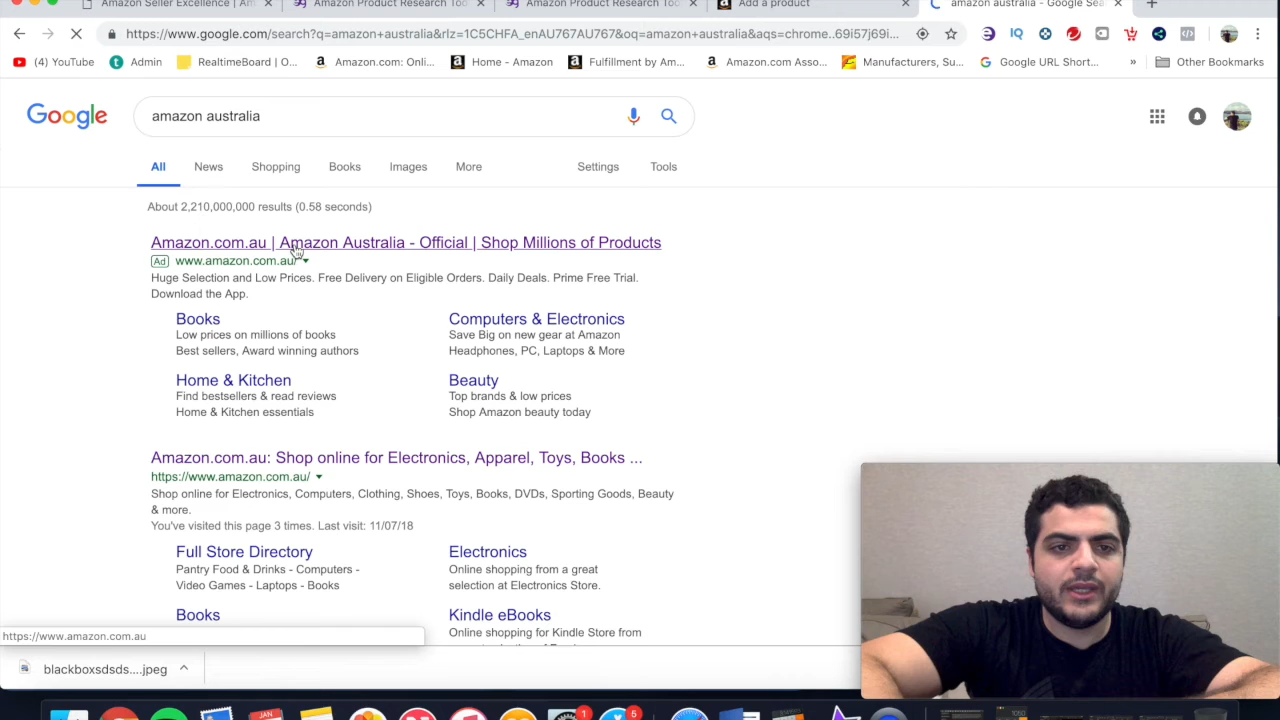 Amazon Seller Excellence | Am
Amazon Product Research Too
Amazon Product Research Too
Add a product
amazon australia - Google Sea
https://www.google.com/search?q=amazon+australia&rlz=1C5CHFA_enAU767AU767&oq=amazon+australia&aqs=chrome..69i57j69i...
(4) YouTube
Admin
RealtimeBoard | O...
Amazon.com: Onli...
Home - Amazon
Fulfillment by Am...
Amazon.com Asso...
Manufacturers, Su...
Google URL Short...
»
Other Bookmarks
Google
amazon australia
All
News
Shopping
Books
Images
More
Settings
Tools
About 2,210,000,000 results (0.58 seconds)
Amazon.com.au | Amazon Australia - Official | Shop Millions of Products
Ad www.amazon.com.au/
Huge Selection and Low Prices. Free Delivery on Eligible Orders. Daily Deals. Prime Free Trial.
Download the App.
Books
Low prices on millions of books
Best sellers, Award winning authors
Computers & Electronics
Save Big on new gear at Amazon
Headphones, PC, Laptops & More
Home & Kitchen
Find bestsellers & read reviews
Home & Kitchen essentials
Beauty
Top brands & low prices
Shop Amazon beauty today
Amazon.com.au: Shop online for Electronics, Apparel, Toys, Books ...
https://www.amazon.com.au/
Shop online for Electronics, Computers, Clothing, Shoes, Toys, Books, DVDs, Sporting Goods, Beauty
& more.
You've visited this page 3 times. Last visit: 11/07/18
Full Store Directory
Pantry Food & Drinks - Computers -
Video Games - Laptops - Books
Electronics
Online shopping from a great
selection at Electronics Store.
Books
Kindle eBooks
Online shopping for Kindle Store from
https://www.amazon.com.au
blackboxsdsds....jpeg
JAN
1
5